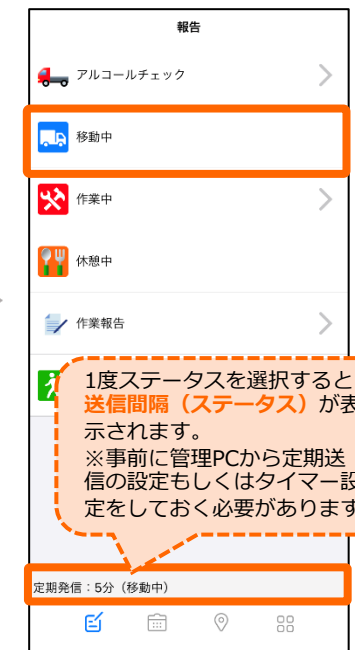 報告
アルコールチェック
移動中
作業中
休憩中
作業報告
1度ステータスを選択すると
送信間隔（ステータス）が表
示されます。
※事前に管理PCから定期送
信の設定もしくはタイマー設
定をしておく必要があります
定期発信：5分（移動中）